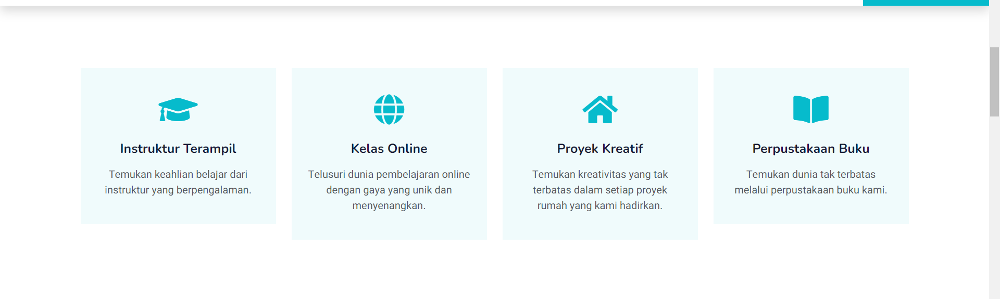 Instruktur Terampil
Temukan keahlian belajar dari
instruktur yang berpengalaman.
Kelas Online
Telusuri dunia pembelajaran online
dengan gaya yang unik dan
menyenangkan.
Proyek Kreatif
Temukan kreativitas yang tak
terbatas dalam setiap proyek
rumah yang kami hadirkan.
Perpustakaan Buku
Temukan dunia tak terbatas
melalui perpustakaan buku kami.